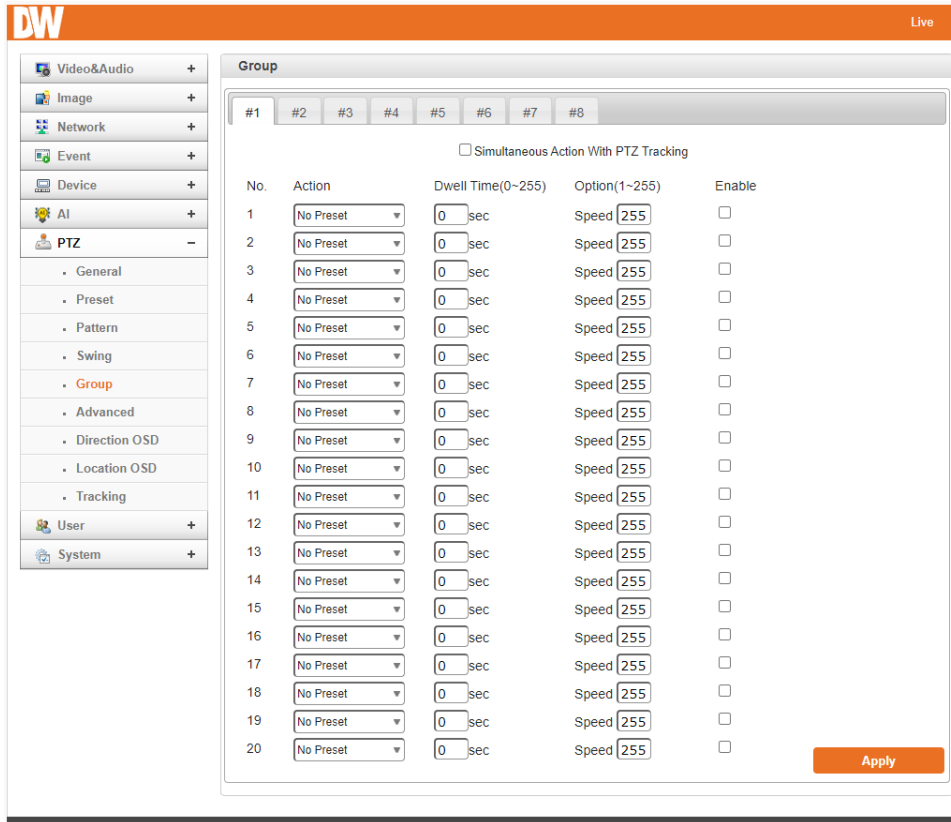 DW Live
Video&Audio +
Image +
Network +
Event +
Device +
AI +
PTZ −
General
Preset
Pattern
Swing
Group
Advanced
Direction OSD
Location OSD
Tracking
User +
System +
Group
#1 #2 #3 #4 #5 #6 #7 #8
Simultaneous Action With PTZ Tracking
No. Action Dwell Time(0~255) Option(1~255) Enable
1 No Preset 0 sec Speed 255
2 No Preset 0 sec Speed 255
3 No Preset 0 sec Speed 255
4 No Preset 0 sec Speed 255
5 No Preset 0 sec Speed 255
6 No Preset 0 sec Speed 255
7 No Preset 0 sec Speed 255
8 No Preset 0 sec Speed 255
9 No Preset 0 sec Speed 255
10 No Preset 0 sec Speed 255
11 No Preset 0 sec Speed 255
12 No Preset 0 sec Speed 255
13 No Preset 0 sec Speed 255
14 No Preset 0 sec Speed 255
15 No Preset 0 sec Speed 255
16 No Preset 0 sec Speed 255
17 No Preset 0 sec Speed 255
18 No Preset 0 sec Speed 255
19 No Preset 0 sec Speed 255
20 No Preset 0 sec Speed 255
Apply